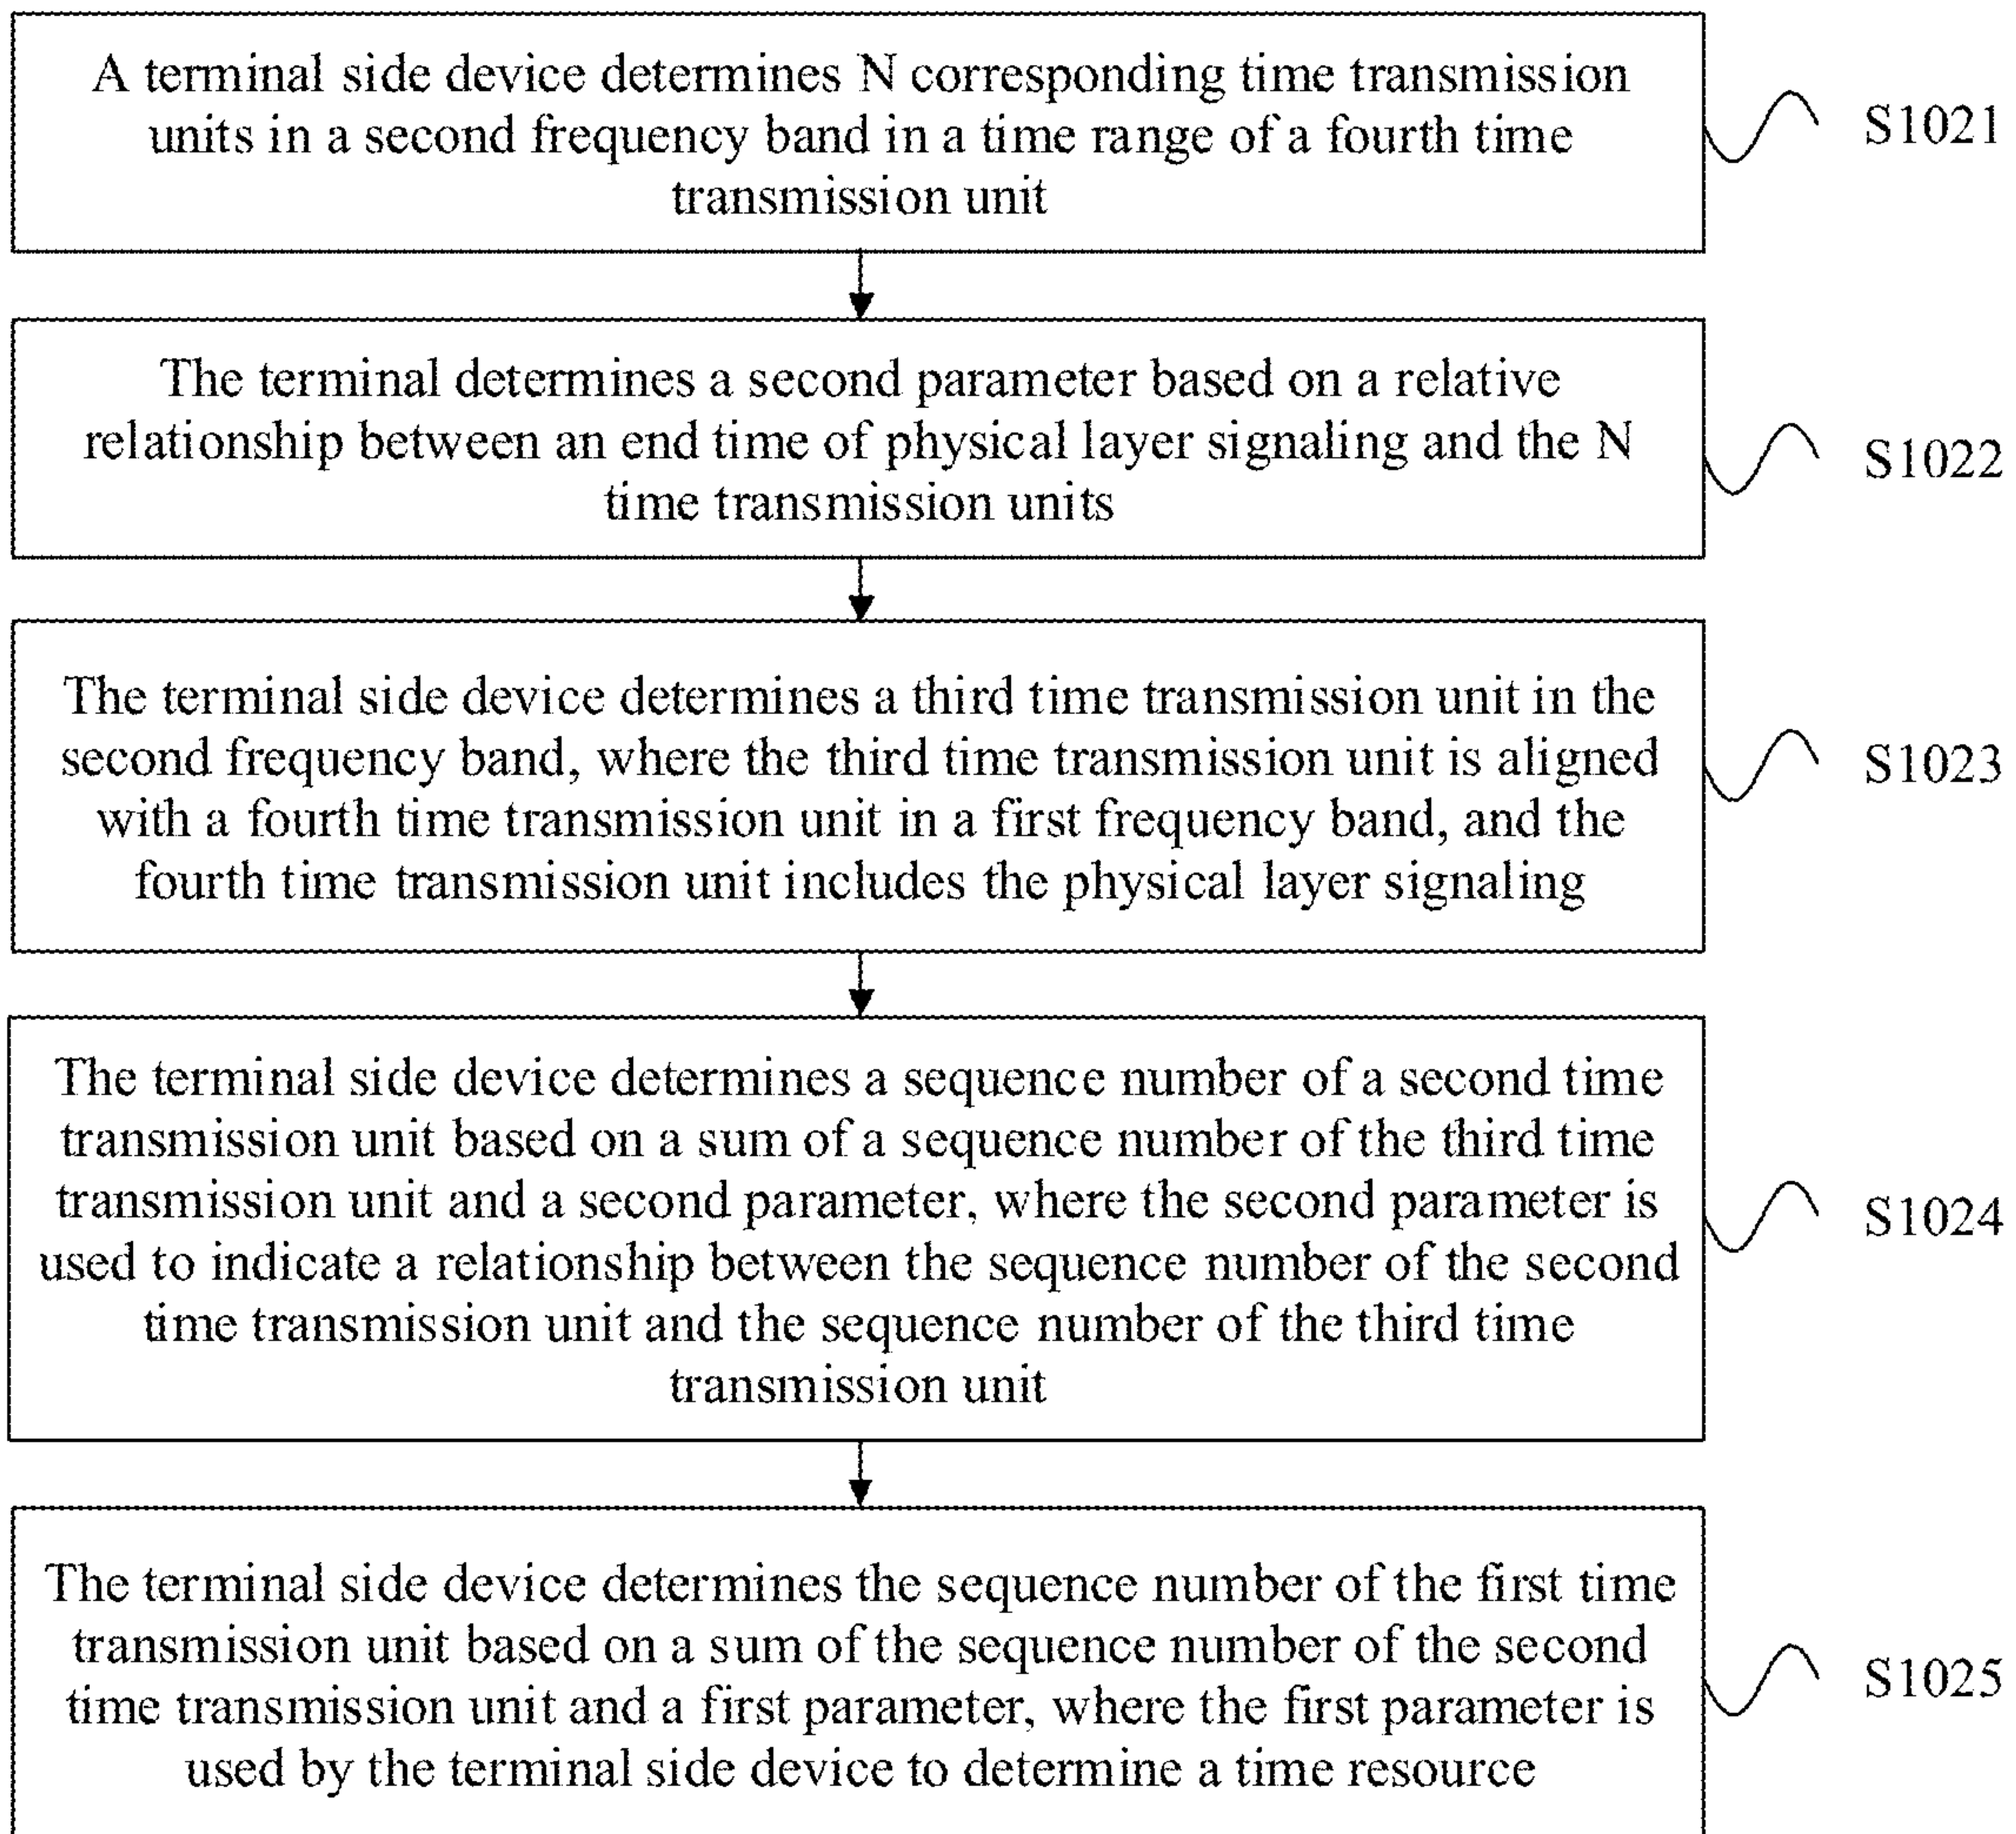 A terminal side device determines N corresponding time transmission
units in a second frequency band in a time range of a fourth time
transmission unit
S1021
The terminal determines a second parameter based on a relative
relationship between an end time of physical layer signaling and the N
time transmission units
S1022
The terminal side device determines a third time transmission unit in the
second frequency band, where the third time transmission unit is aligned
with a fourth time transmission unit in a first frequency band, and the
fourth time transmission unit includes the physical layer signaling
S1023
The terminal side device determines a sequence number of a second time
transmission unit based on a sum of a sequence number of the third time
transmission unit and a second parameter, where the second parameter is
used to indicate a relationship between the sequence number of the second
time transmission unit and the sequence number of the third time
transmission unit
S1024
The terminal side device determines the sequence number of the first time
transmission unit based on a sum of the sequence number of the second
time transmission unit and a first parameter, where the first parameter is
used by the terminal side device to determine a time resource
S1025